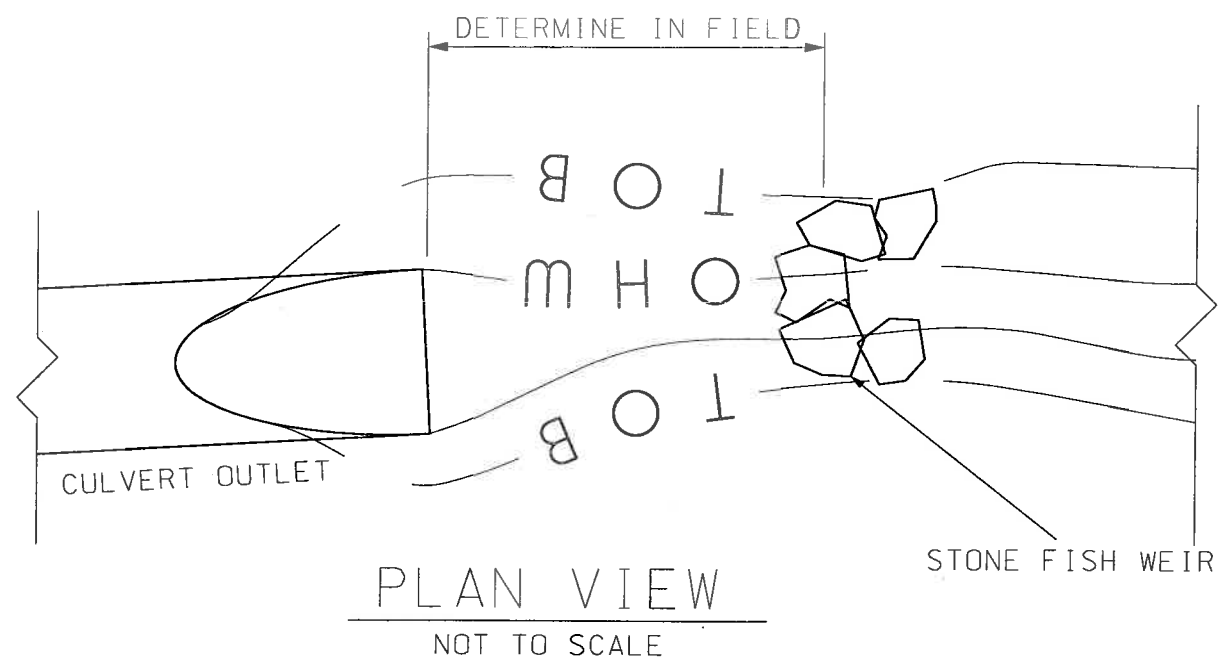 DETERMINE IN FIELD
TOB
OHW
TOB
CULVERT OUTLET
STONE FISH WEIR
PLAN VIEW
NOT TO SCALE